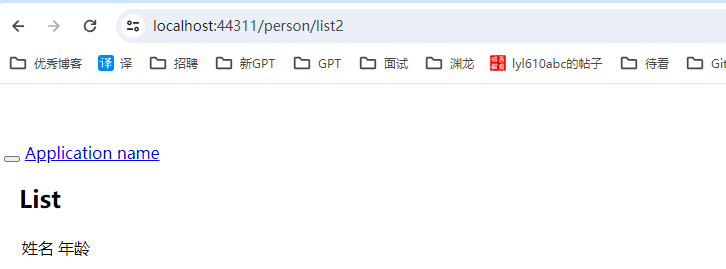 localhost:44311/person/list2
优秀博客 译 译 招聘 新GPT GPT 面试 渊龙 lyl610abc的帖子 待看 Git
Application name
List
姓名 年龄